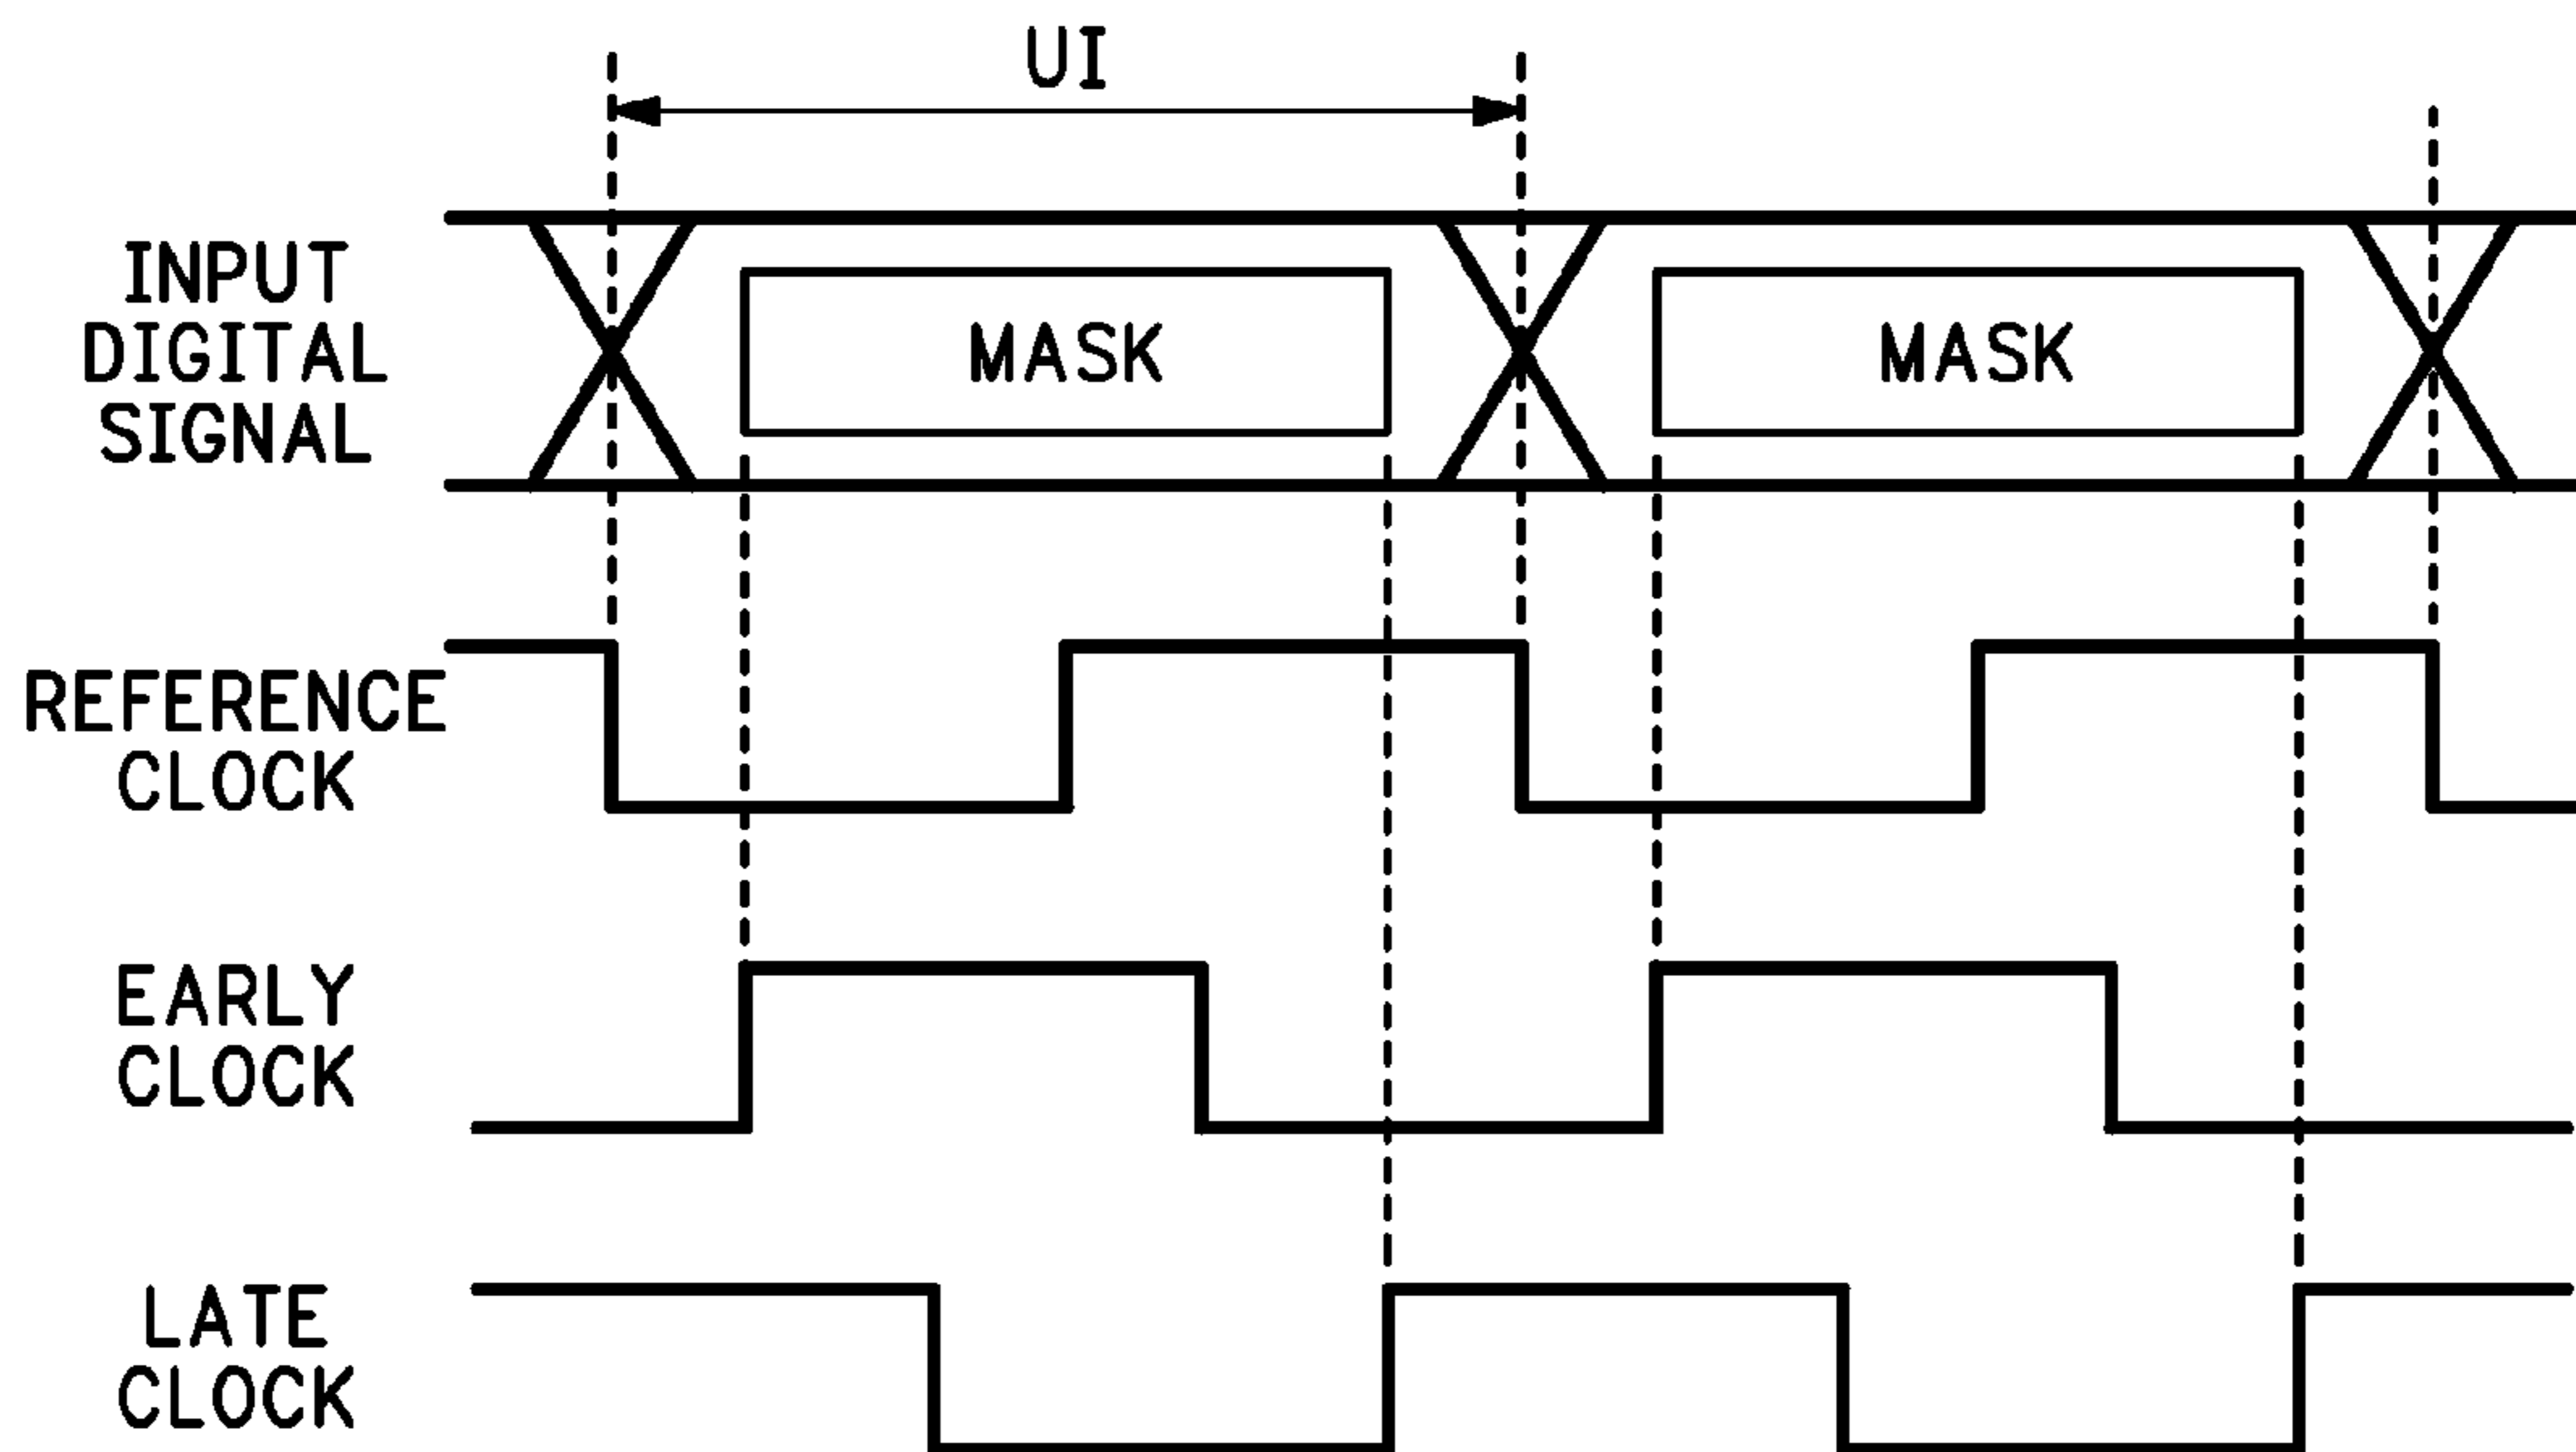 UI
INPUT
DIGITAL
SIGNAL
MASK
MASK
REFERENCE
CLOCK
EARLY
CLOCK
LATE
CLOCK